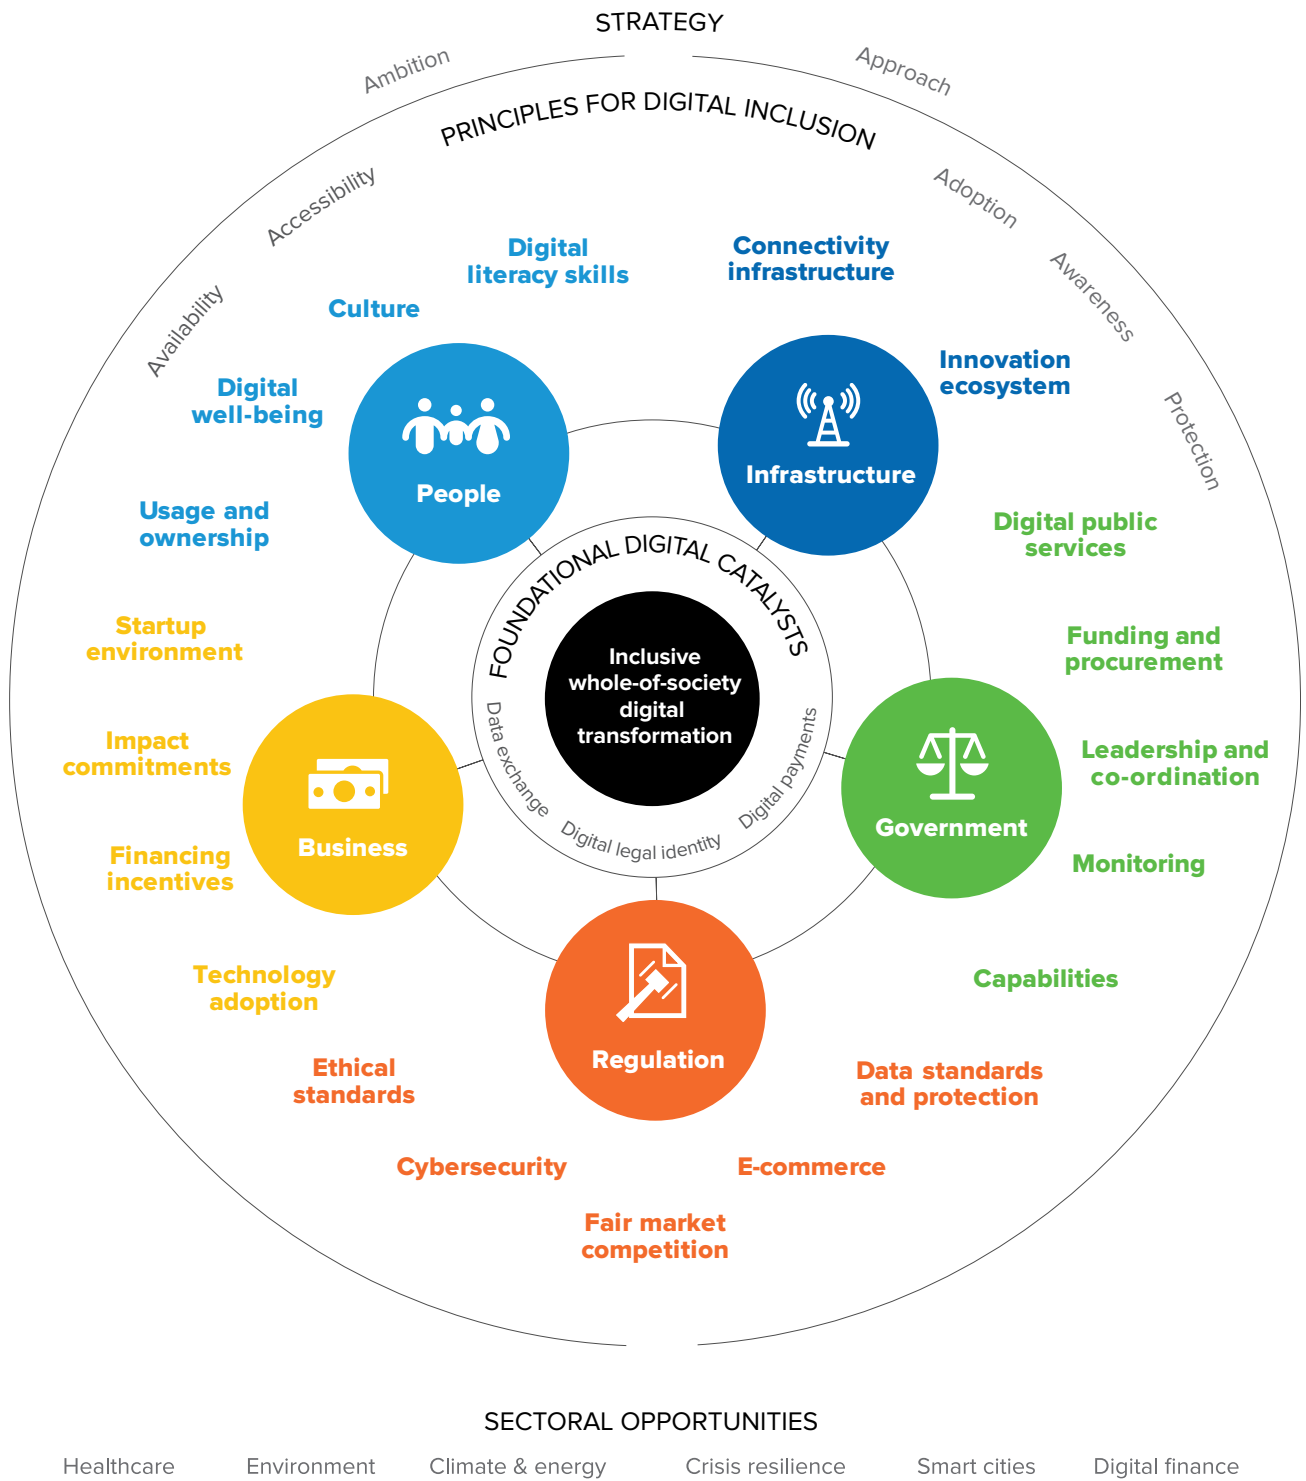 STRATEGY
Ambition
Approach
PRINCIPLES FOR DIGITAL INCLUSION
Availability
Accessibility
Adoption
Awareness
Protection
Digital
literacy skills
Culture
Digital
well-being
Usage and
ownership
People
Connectivity
infrastructure
Innovation
ecosystem
Infrastructure
Digital public
services
Funding and
procurement
Leadership and
co-ordination
Monitoring
Capabilities
Government
FOUNDATIONAL DIGITAL CATALYSTS
Inclusive
whole-of-society
digital
transformation
Data exchange
Digital legal identity
Digital payments
Startup
environment
Impact
commitments
Financing
incentives
Technology
adoption
Business
Regulation
Ethical
standards
Cybersecurity
Fair market
competition
E-commerce
Data standards
and protection
SECTORAL OPPORTUNITIES
Healthcare
Environment
Climate & energy
Crisis resilience
Smart cities
Digital finance